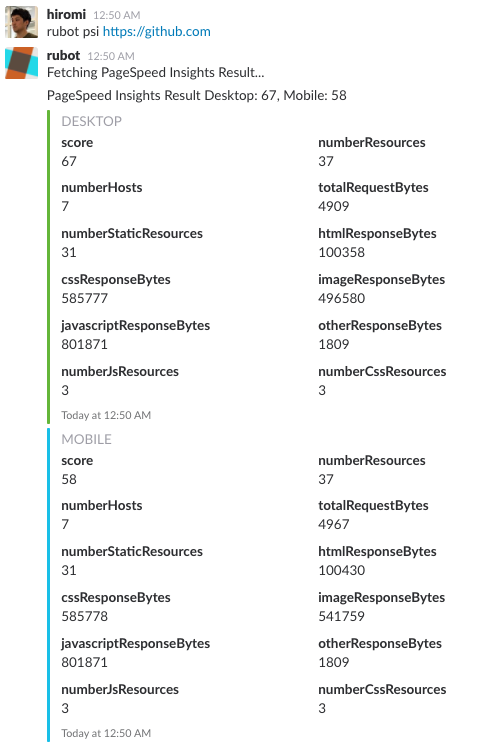 hiromi 12:50 AM
rubot psi https://github.com
rubot 12:50 AM
Fetching PageSpeed Insights Result...
PageSpeed Insights Result Desktop: 67, Mobile: 58
DESKTOP
score numberResources
67 37
numberHosts totalRequestBytes
7 4909
numberStaticResources htmlResponseBytes
31 100358
cssResponseBytes imageResponseBytes
585777 496580
javascriptResponseBytes otherResponseBytes
801871 1809
numberJsResources numberCssResources
3 3
Today at 12:50 AM
MOBILE
score numberResources
58 37
numberHosts totalRequestBytes
7 4967
numberStaticResources htmlResponseBytes
31 100430
cssResponseBytes imageResponseBytes
585778 541759
javascriptResponseBytes otherResponseBytes
801871 1809
numberJsResources numberCssResources
3 3
Today at 12:50 AM